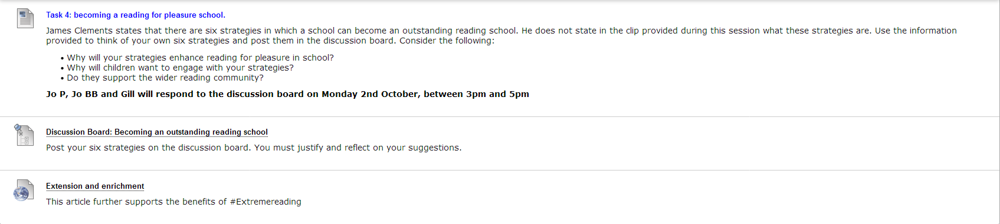 Task 4: becoming a reading for pleasure school.
James Clements states that there are six strategies in which a school can become an outstanding reading school. He does not state in the clip provided during this session what these strategies are. Use the information
provided to think of your own six strategies and post them in the discussion board. Consider the following:
• Why will your strategies enhance reading for pleasure in school?
• Why will children want to engage with your strategies?
• Do they support the wider reading community?
Jo P, Jo BB and Gill will respond to the discussion board on Monday 2nd October, between 3pm and 5pm
Discussion Board: Becoming an outstanding reading school
Post your six strategies on the discussion board. You must justify and reflect on your suggestions.
Extension and enrichment
This article further supports the benefits of #Extremereading